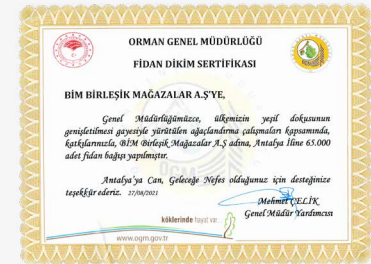 ORMAN GENEL MÜDÜRLÜĞÜ
FİDAN DİKİM SERTİFİKASI
BİM BİRLEŞİK MAĞAZALAR A.Ş'YE,
Genel Müdürlüğümüzce, ülkemizin yeşil dokusunun
genişletilmesi gayesiyle yürütülen ağaçlandırma çalışmaları kapsamında,
katkılarınızla, BİM Birleşik Mağazalar A.Ş adına, Antalya İline 65.000
adet fidan bağışı yapılmıştır.
Antalya'ya Can, Geleceğe Nefes olduğunuz için desteğinize
teşekkür ederiz. 27/08/2021
Mehmet ÇELİK
Genel Müdür Yardımcısı
köklerinde hayat var...
www.ogm.gov.tr